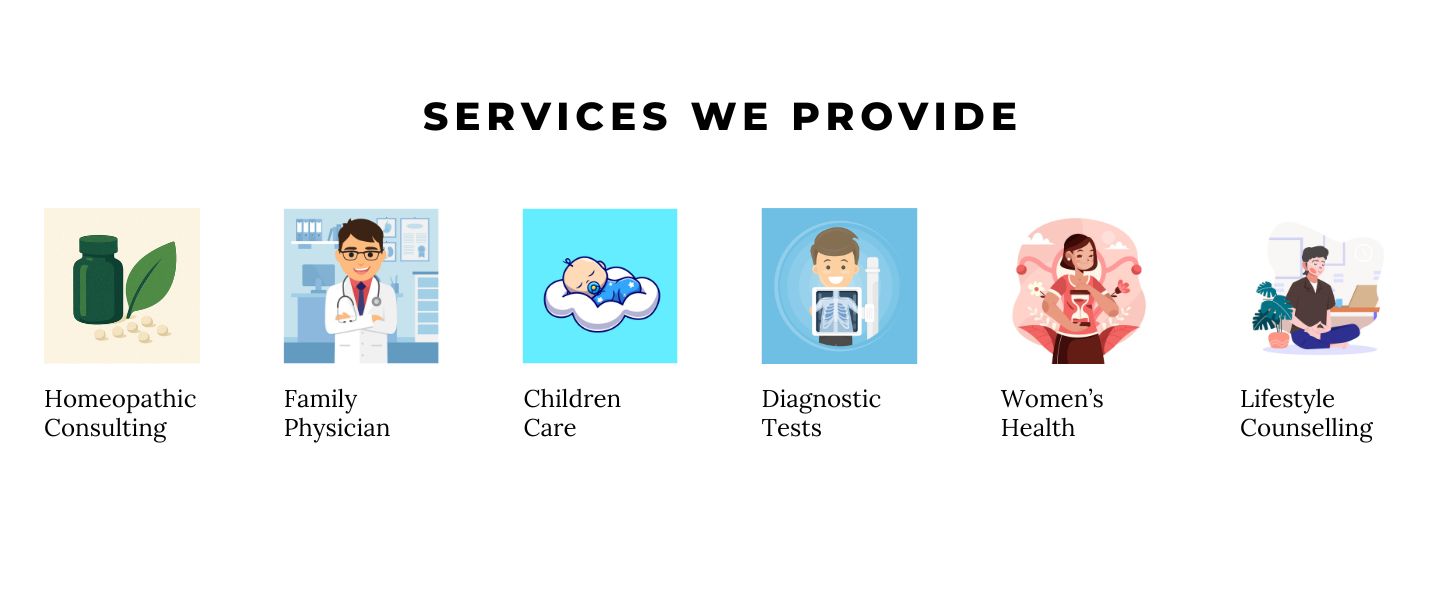 SERVICES WE PROVIDE
Homeopathic
Consulting
Family
Physician
Children
Care
Diagnostic
Tests
Women’s
Health
Lifestyle
Counselling